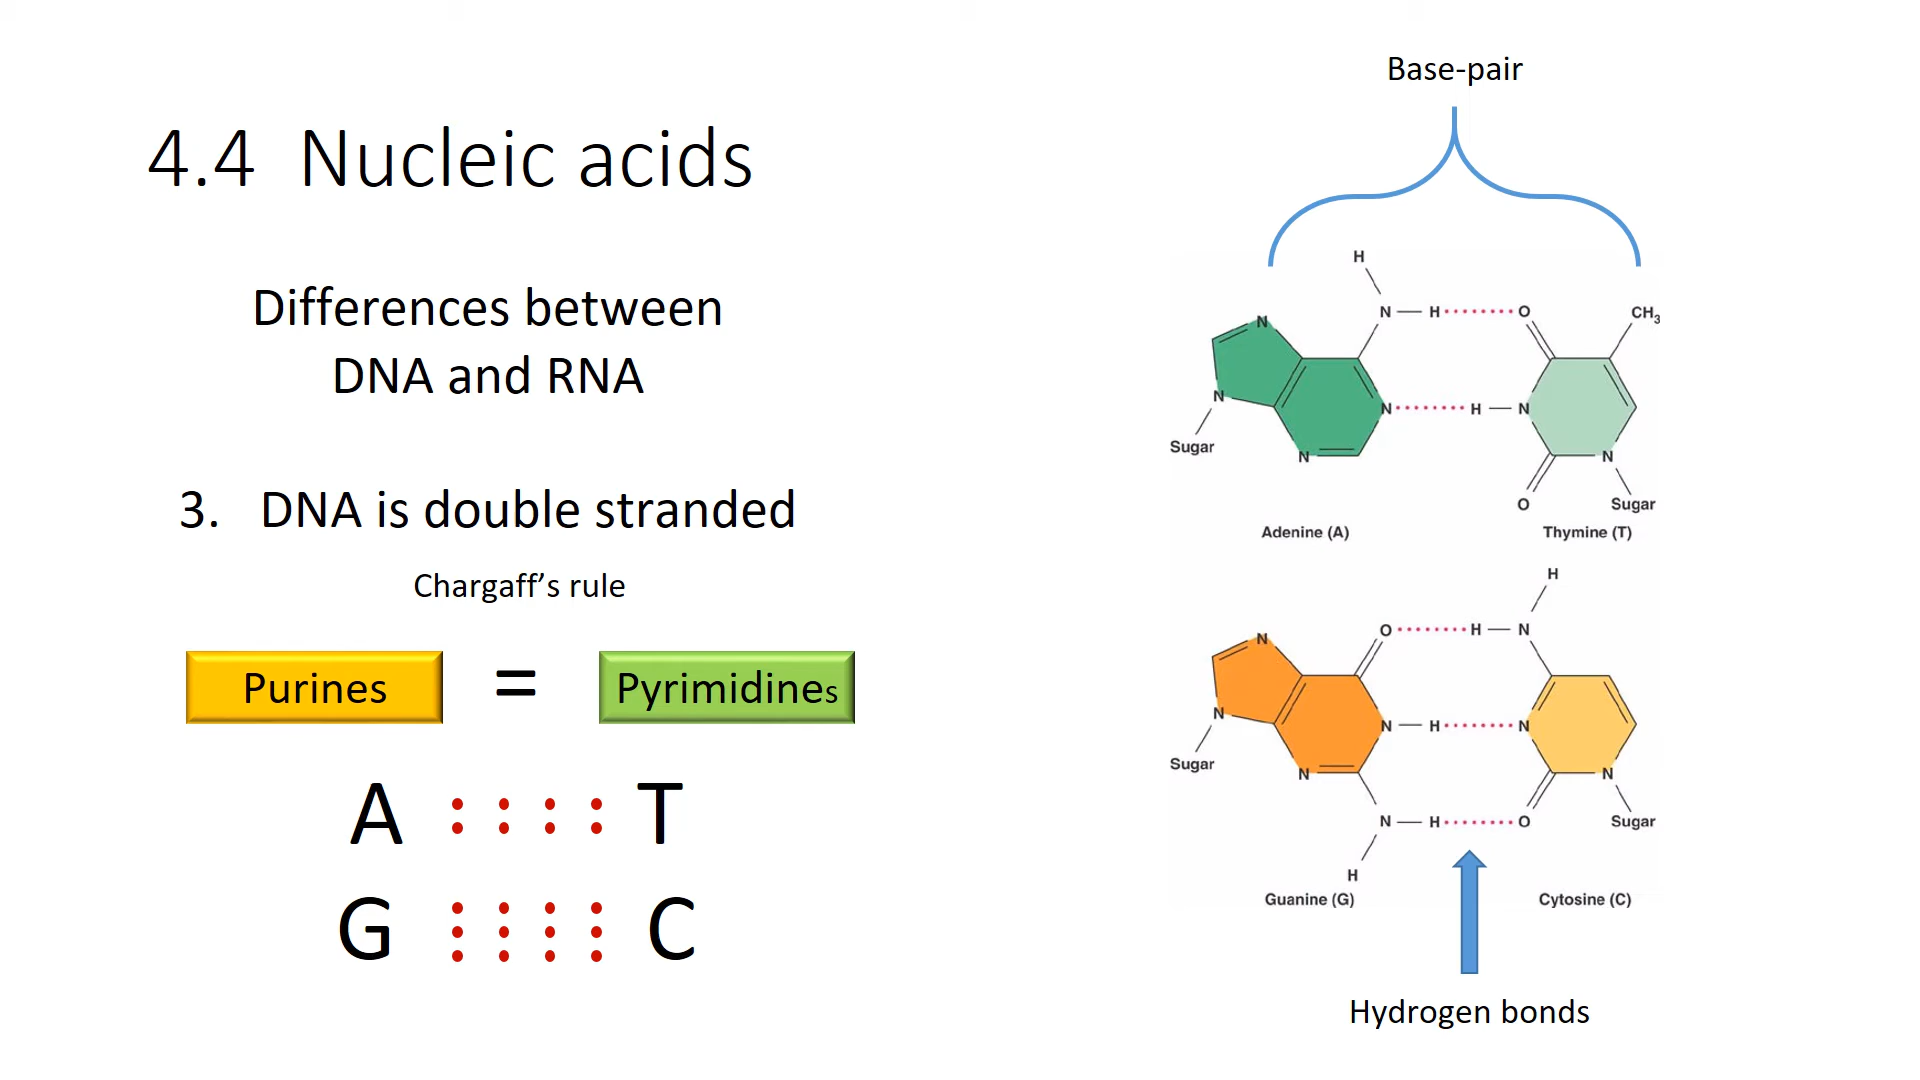 4.4 Nucleic acids
Differences between
DNA and RNA
3. DNA is double stranded
Chargaff’s rule
Purines = Pyrimidines
A T
G C
Base-pair
H
N H O CH3
N
N N H N
Sugar
N N
O Sugar
Adenine (A) Thymine (T)
H
O H N
N
N N H N
Sugar
N N
N H O Sugar
H
Guanine (G) Cytosine (C)
Hydrogen bonds